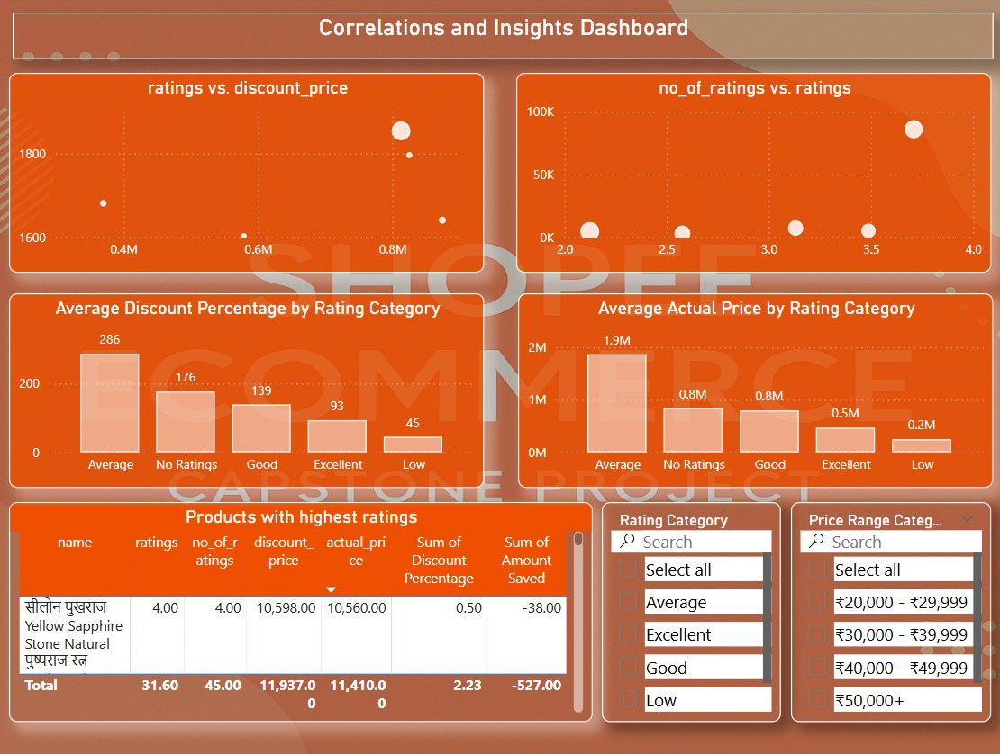 Correlations and Insights Dashboard
ratings vs. discount_price
1800
1600
0.4M 0.6M 0.8M
no_of_ratings vs. ratings
100K
50K
0K
2.0 2.5 3.0 3.5 4.0
SHOPEE
ECOMMERCE
CAPSTONE PROJECT
Average Discount Percentage by Rating Category
286
176
139
93
45
200
0
Average No Ratings Good Excellent Low
Average Actual Price by Rating Category
2M
1M
0M
1.9M
0.8M
0.8M
0.5M
0.2M
Average No Ratings Good Excellent Low
Products with highest ratings
name ratings no_of_r discount_ actual_pri Sum of Sum of
atings price ce Discount Amount
Percentage Saved
सीलोन पुखराज 4.00 4.00 10,598.00 10,560.00 0.50 -38.00
Yellow Sapphire
Stone Natural
पुष्पराज रत्न
Total 31.60 45.00 11,937.0 11,410.0 2.23 -527.00
0 0
Rating Category
Search
Select all
Average
Excellent
Good
Low
Price Range Categ...
Search
Select all
₹20,000 - ₹29,999
₹30,000 - ₹39,999
₹40,000 - ₹49,999
₹50,000+